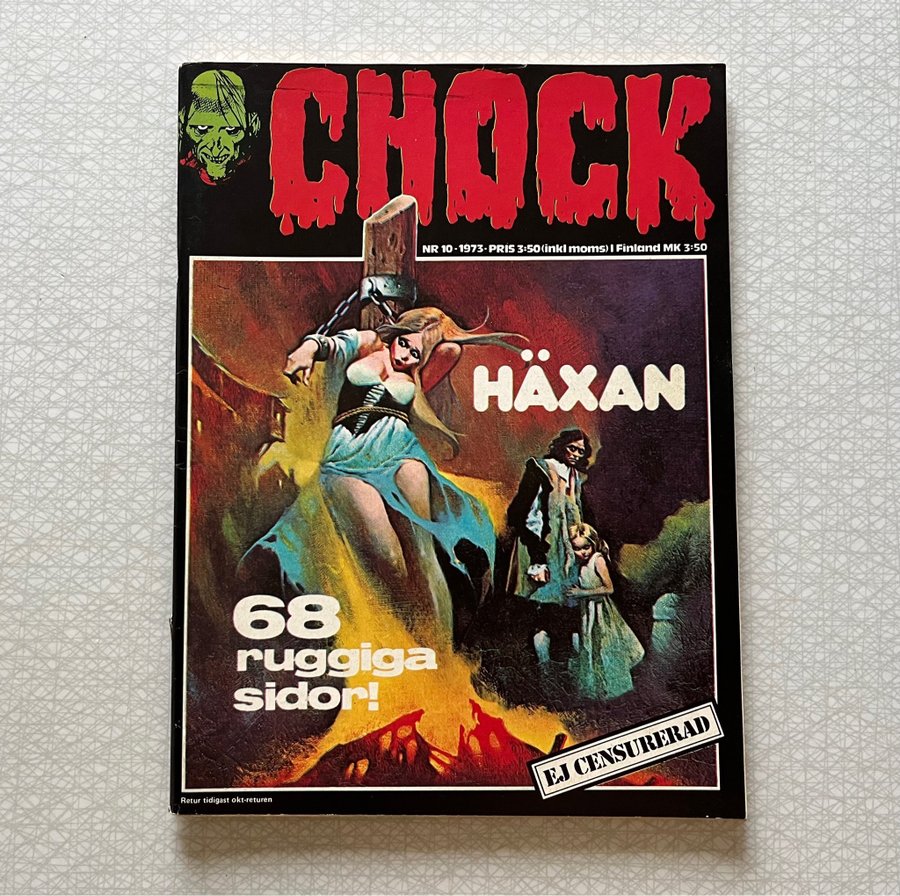 CHOCK
NR 10 · 1973 · PRIS 3:50 (inkl moms) I Finland MK 3:50
HÄXAN
68
ruggiga
sidor!
EJ CENSURERAD
Retur tidigast okt-returen